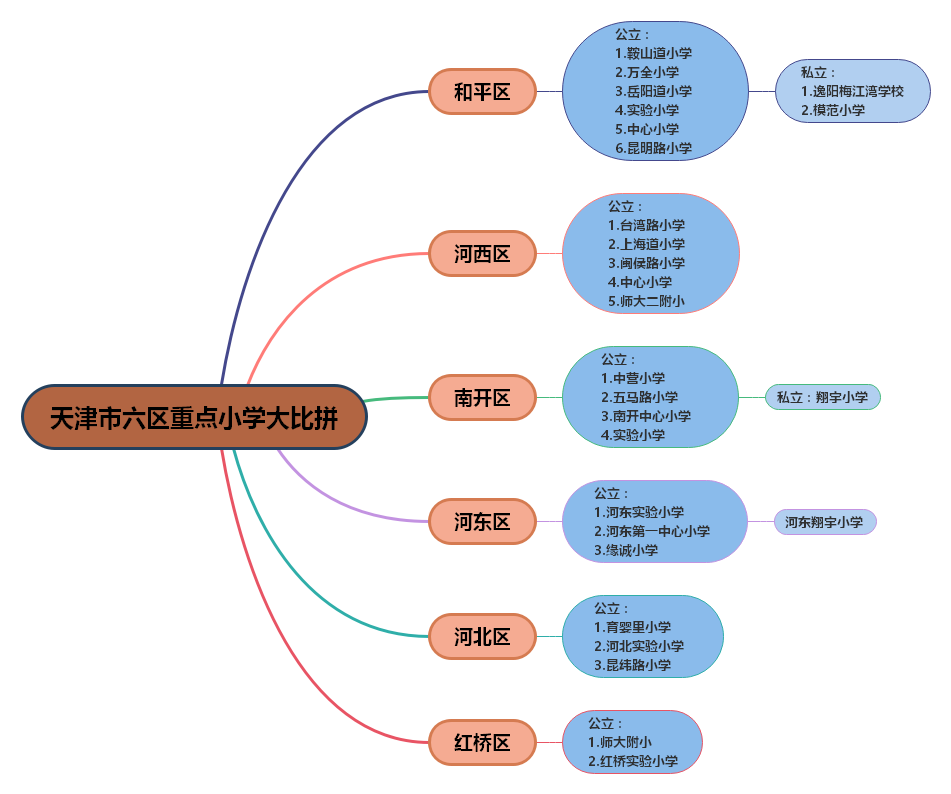 天津市六区重点小学大比拼
和平区
公立：
1.鞍山道小学
2.万全小学
3.岳阳道小学
4.实验小学
5.中心小学
6.昆明路小学
私立：
1.逸阳梅江湾学校
2.模范小学
河西区
公立：
1.台湾路小学
2.上海道小学
3.闽侯路小学
4.中心小学
5.师大二附小
南开区
公立：
1.中营小学
2.五马路小学
3.南开中心小学
4.实验小学
私立：翔宇小学
河东区
公立：
1.河东实验小学
2.河东第一中心小学
3.缘诚小学
河东翔宇小学
河北区
公立：
1.育婴里小学
2.河北实验小学
3.昆纬路小学
红桥区
公立：
1.师大附小
2.红桥实验小学